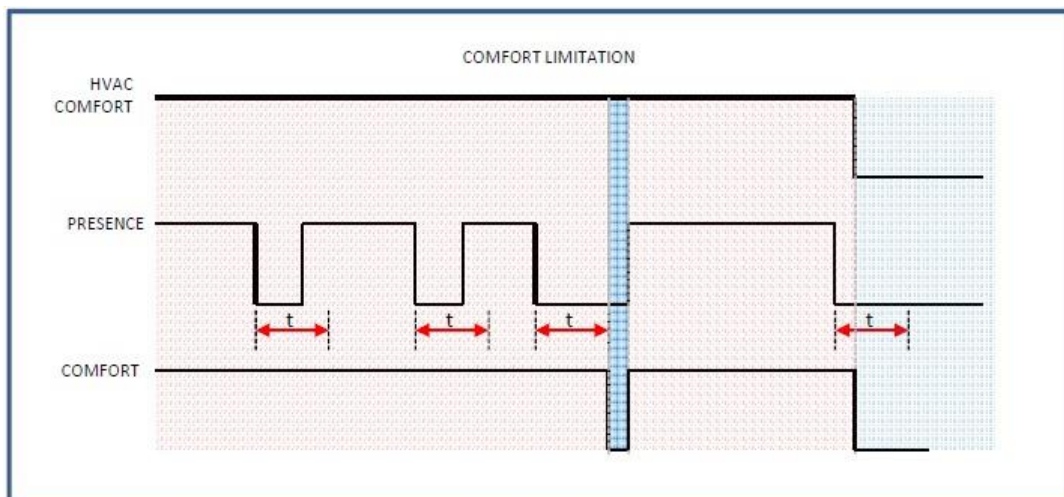 COMFORT LIMITATION
HVAC
COMFORT
PRESENCE
t
t
t
t
COMFORT